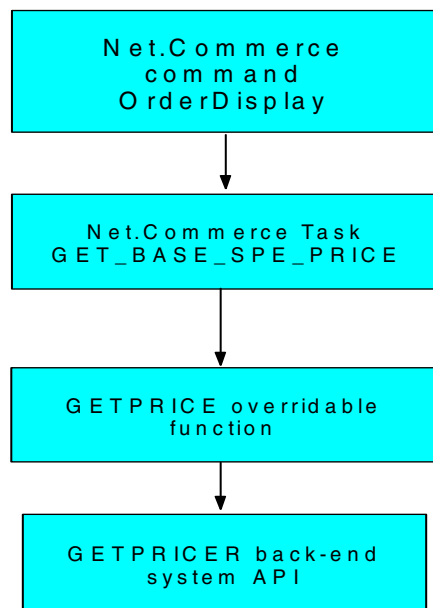 Net.Commerce
command
OrderDisplay
Net.Commerce Task
GET_BASE_SPE_PRICE
GETPRICE overridable
function
GETPRICER back-end
system API